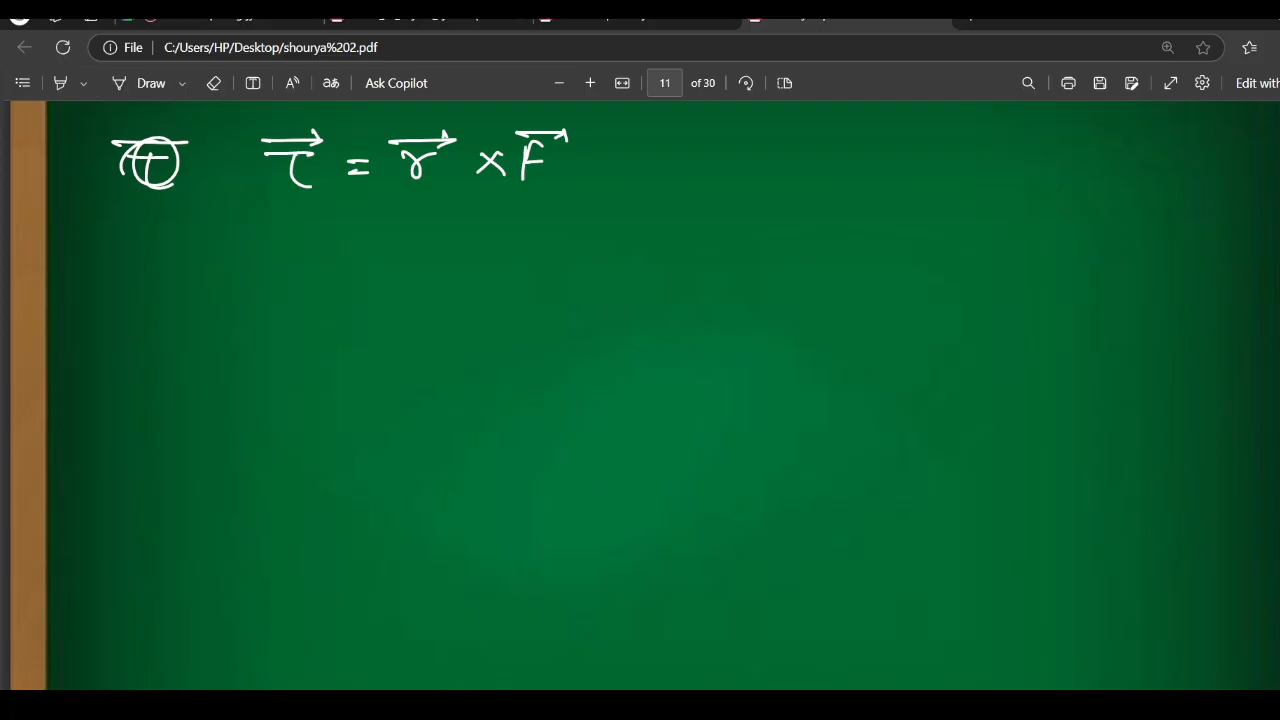 File | C:/Users/HP/Desktop/shourya%202.pdf
Draw Ask Copilot 11 of 30 Edit with
τ⃗ = r⃗ × F⃗